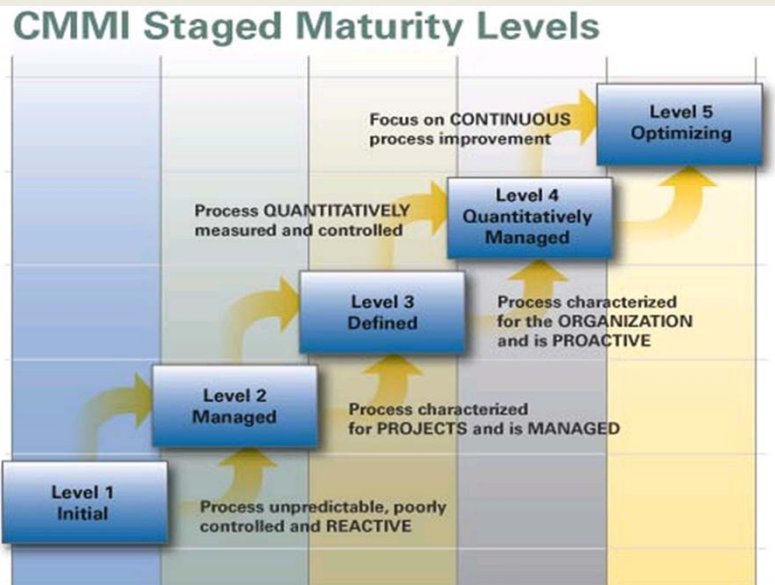 CMMI Staged Maturity Levels
Focus on CONTINUOUS
process improvement
Level 5
Optimizing
Process QUANTITATIVELY
measured and controlled
Level 4
Quantitatively
Managed
Level 3
Defined
Process characterized
for the ORGANIZATION
and is PROACTIVE
Level 2
Managed
Process characterized
for PROJECTS and is MANAGED
Level 1
Initial
Process unpredictable, poorly
controlled and REACTIVE